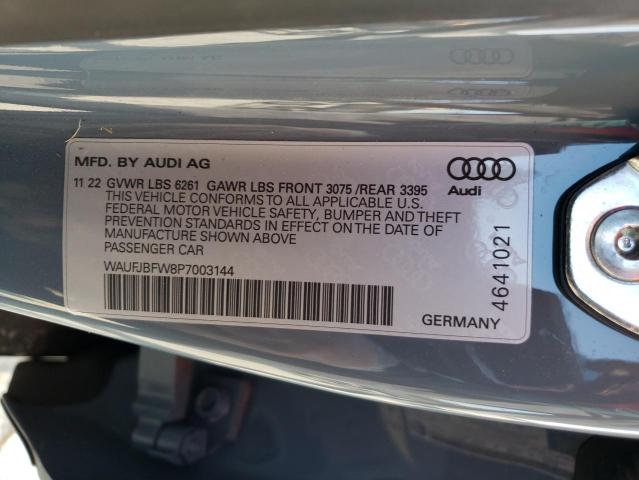 MFD. BY AUDI AG
11 22 GVWR LBS 6261 GAWR LBS FRONT 3075 /REAR 3395
THIS VEHICLE CONFORMS TO ALL APPLICABLE U.S.
FEDERAL MOTOR VEHICLE SAFETY, BUMPER AND THEFT
PREVENTION STANDARDS IN EFFECT ON THE DATE OF
MANUFACTURE SHOWN ABOVE
PASSENGER CAR
WAUFJBFW8P7003144
Audi
4641021
GERMANY
Audi